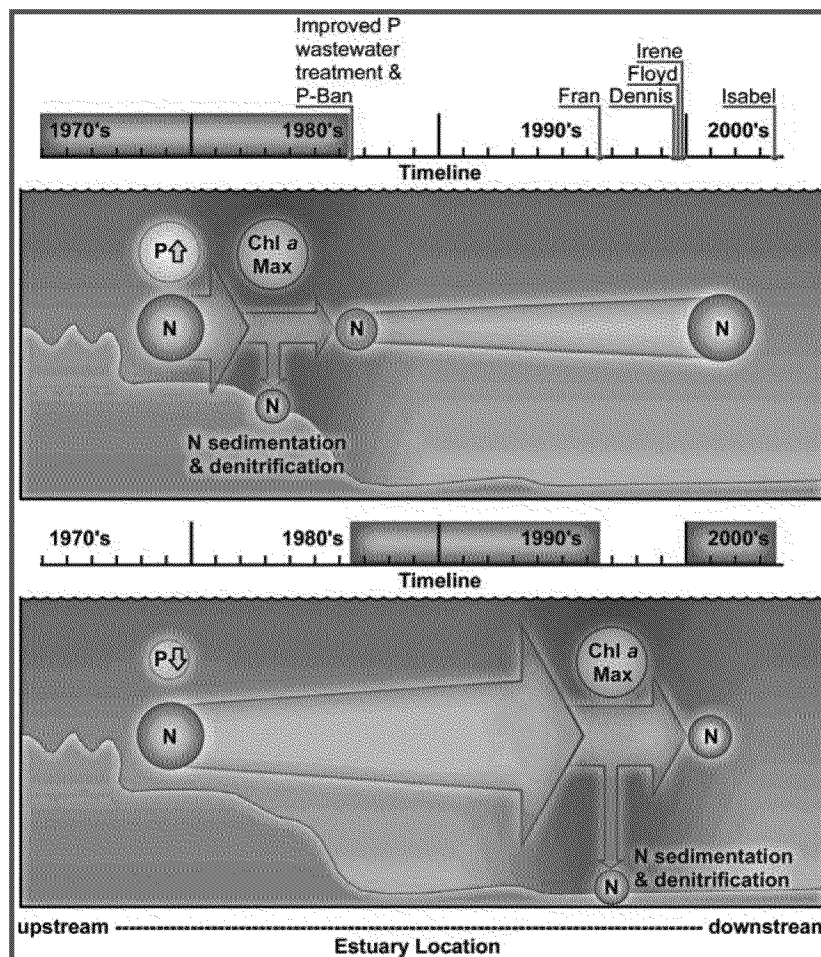 Improved P
wastewater
treatment &
P-Ban
Irene
Floyd
Fran Dennis Isabel
1970's 1980's 1990's 2000's
Timeline
P Chl a
Max
N N N
N
N sedimentation
& denitrification
1970's 1980's 1990's 2000's
Timeline
P Chl a
Max
N N
N sedimentation
& denitrification
N
upstream downstream
Estuary Location